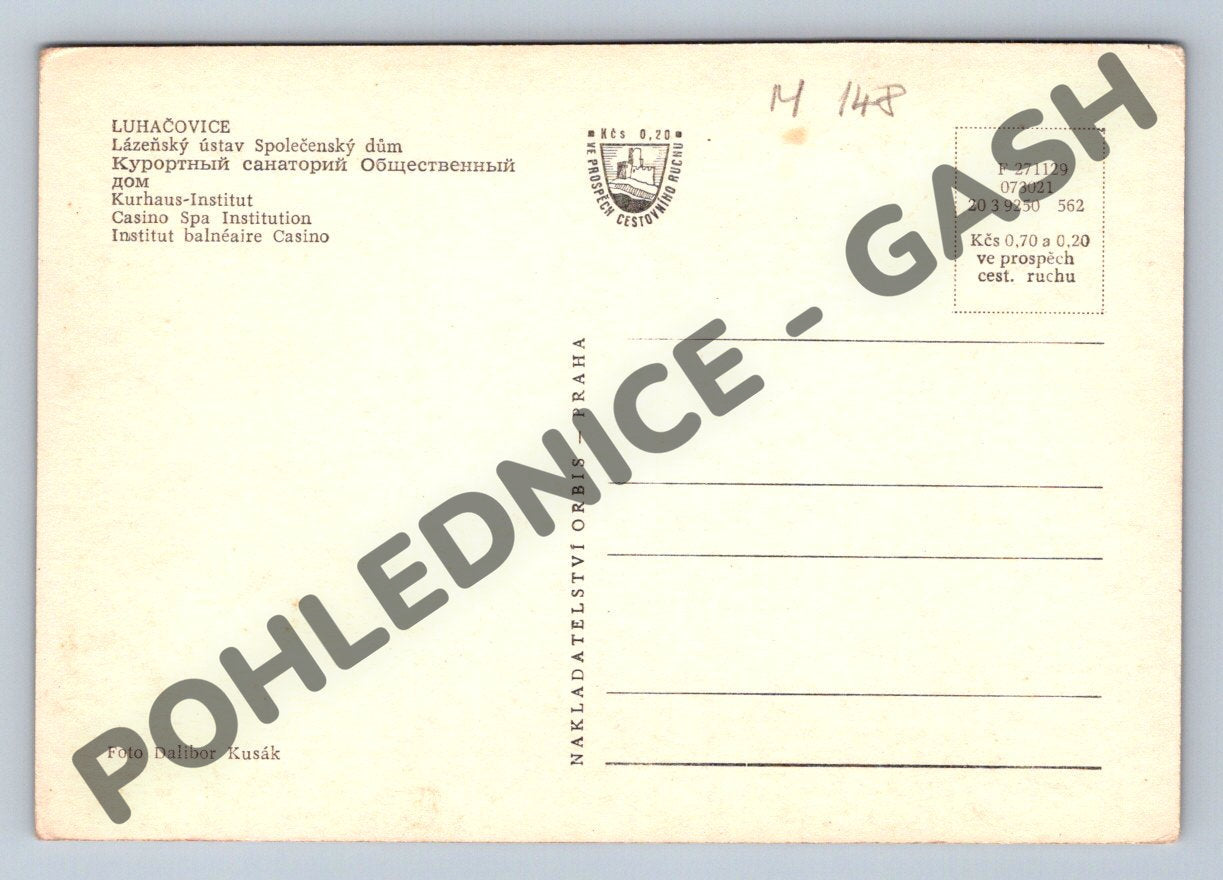 LUHAČOVICE
Lázeňský ústav Společenský dům
Курортный санаторий Общественный
дом
Kurhaus-Institut
Casino Spa Institution
Institut balnéaire Casino
Kčs 0,20
VE PROSPĚCH CESTOVNÍHO RUCHU
M 148
F 271129
073021
20 3 9250 562
Kčs 0,70 a 0,20
ve prospěch
cest. ruchu
NAKLADATELSTVÍ ORBIS – PRAHA
Foto Dalibor Kusák
POHLEDNICE - GASH